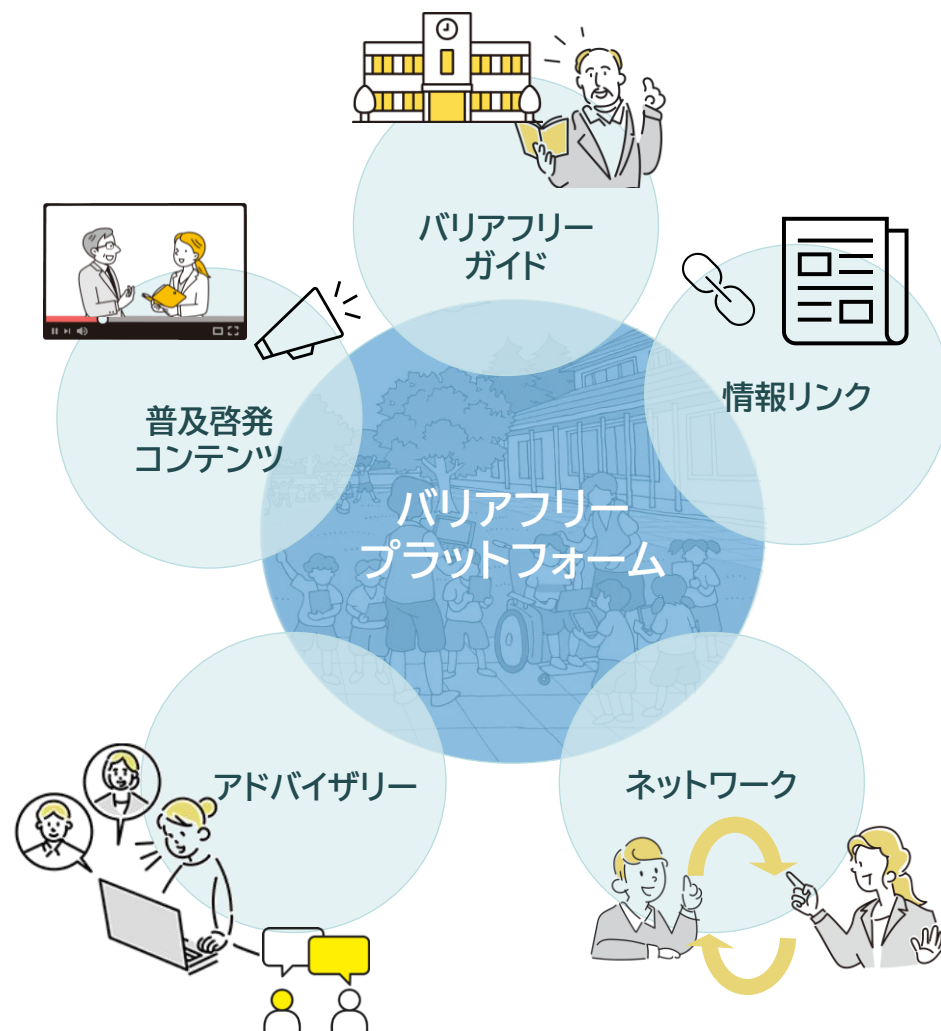 バリアフリー
ガイド
普及啓発
コンテンツ
情報リンク
バリアフリー
プラットフォーム
アドバイザリー
ネットワーク